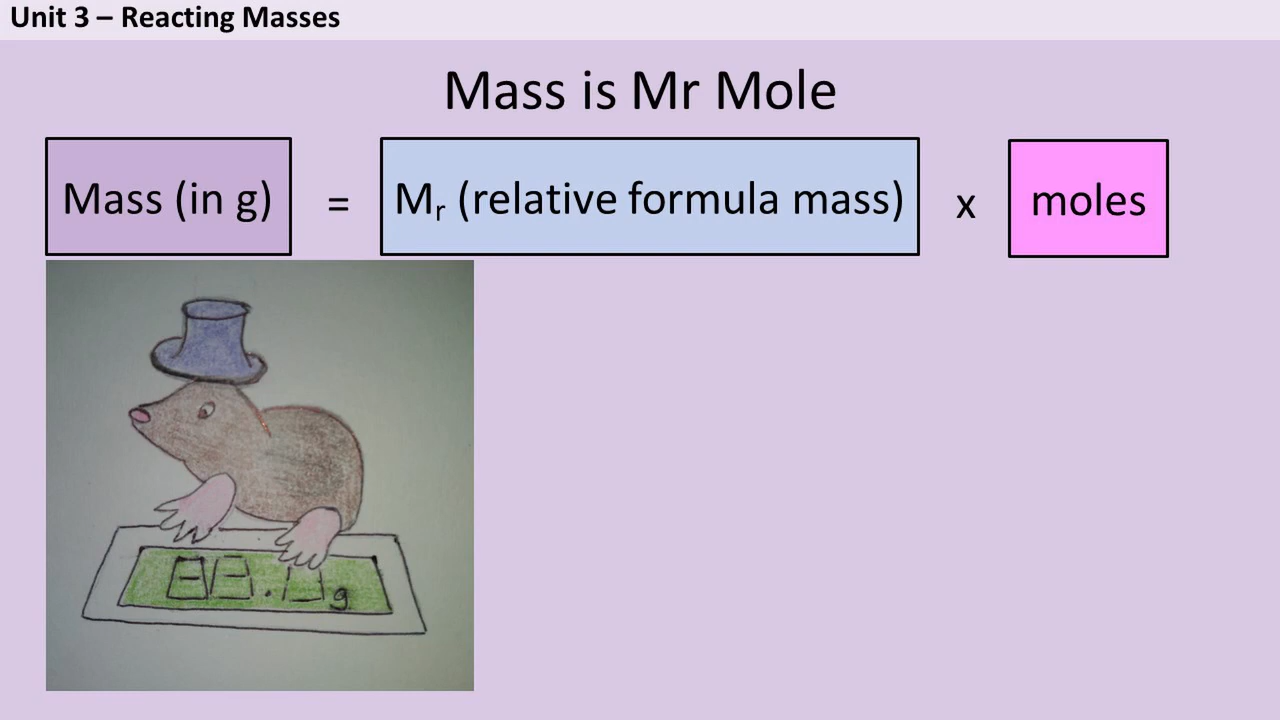 Unit 3 – Reacting Masses
Mass is Mr Mole
Mass (in g) = Mr (relative formula mass) x moles
g